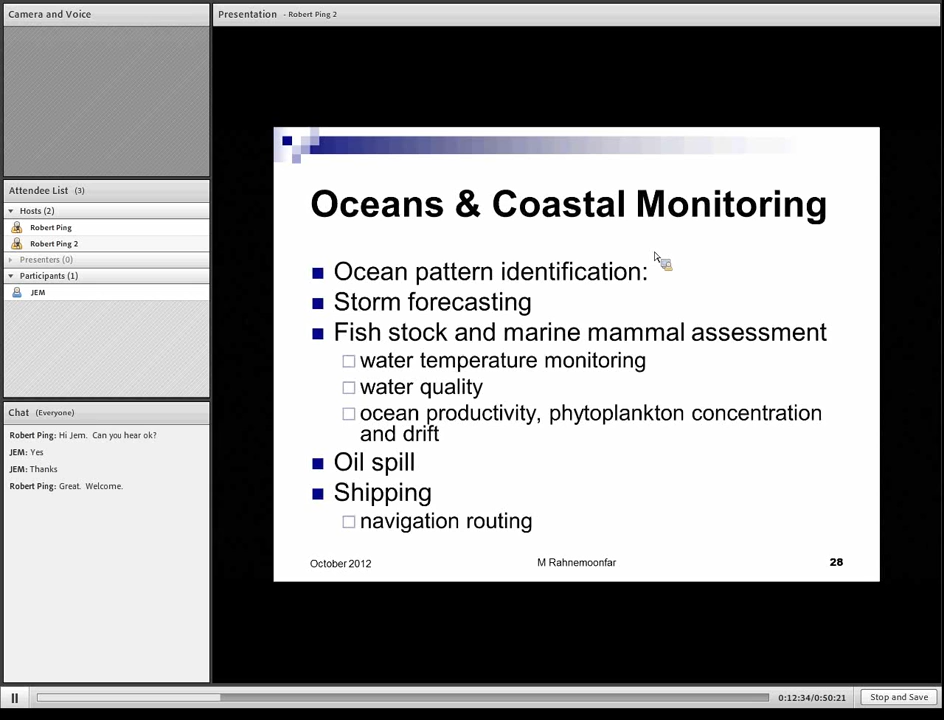 Camera and Voice
Presentation - Robert Ping 2
Attendee List (3)
Hosts (2)
Robert Ping
Robert Ping 2
Presenters (0)
Participants (1)
JEM
Chat (Everyone)
Robert Ping: Hi Jem. Can you hear ok?
JEM: Yes
JEM: Thanks
Robert Ping: Great. Welcome.
Oceans & Coastal Monitoring
Ocean pattern identification:
Storm forecasting
Fish stock and marine mammal assessment
water temperature monitoring
water quality
ocean productivity, phytoplankton concentration
and drift
Oil spill
Shipping
navigation routing
October 2012
M Rahnemoonfar
28
0:12:34/0:50:21
Stop and Save